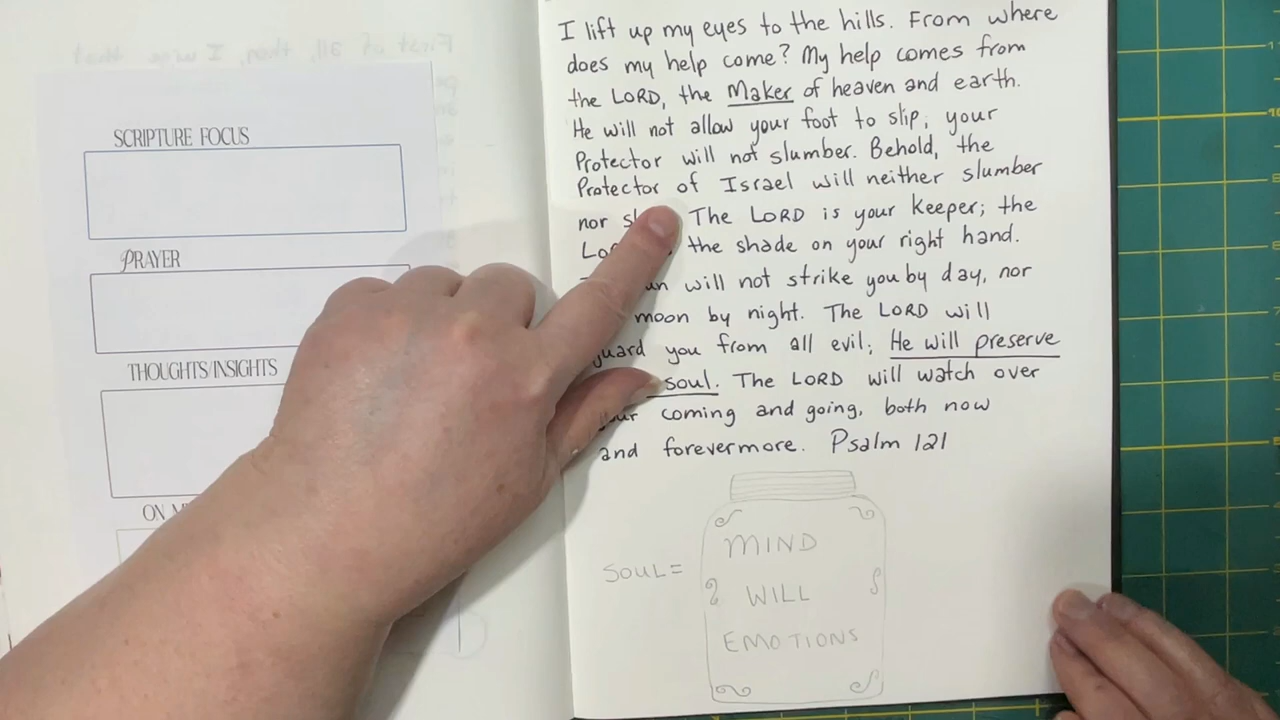 SCRIPTURE FOCUS
PRAYER
THOUGHTS/INSIGHTS
ON
I lift up my eyes to the hills. From where
does my help come? My help comes from
the LORD, the Maker of heaven and earth.
He will not allow your foot to slip; your
Protector will not slumber. Behold, the
Protector of Israel will neither slumber
nor The LORD is your Keeper; the
the shade on your right hand.
will not strike you by day, nor
moon by night. The LORD will
guard you from all evil; He will preserve
soul. The LORD will watch over
your coming and going, both now
and forevermore. Psalm 121
SOUL =
MIND
WILL
EMOTIONS